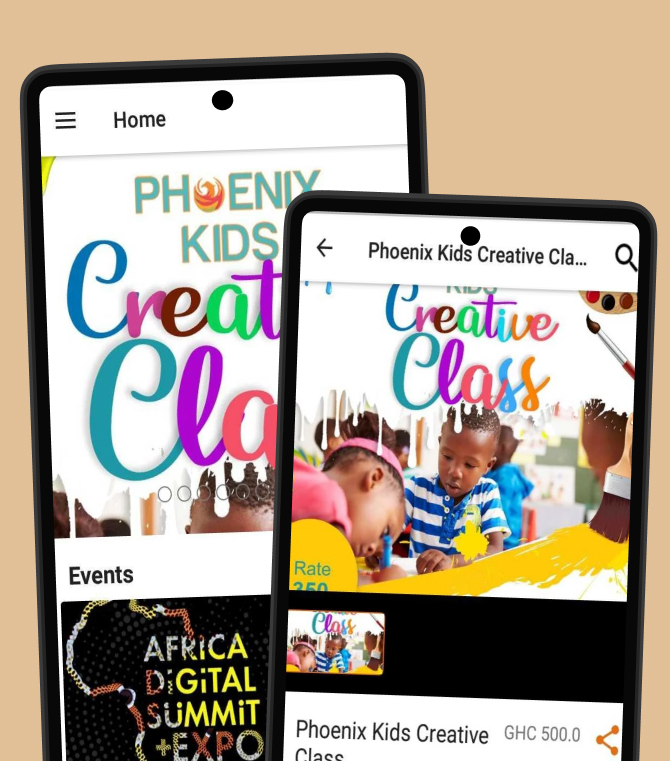 Home
PHOENIX
KIDS
Creat
Cla
Events
AFRICA
DiGiTAL
SUMMiT
+EXPO
Phoenix Kids Creative Cla...
KIDS
Creative
Class
Rate
350
Class
Phoenix Kids Creative
Class
GHC 500.0